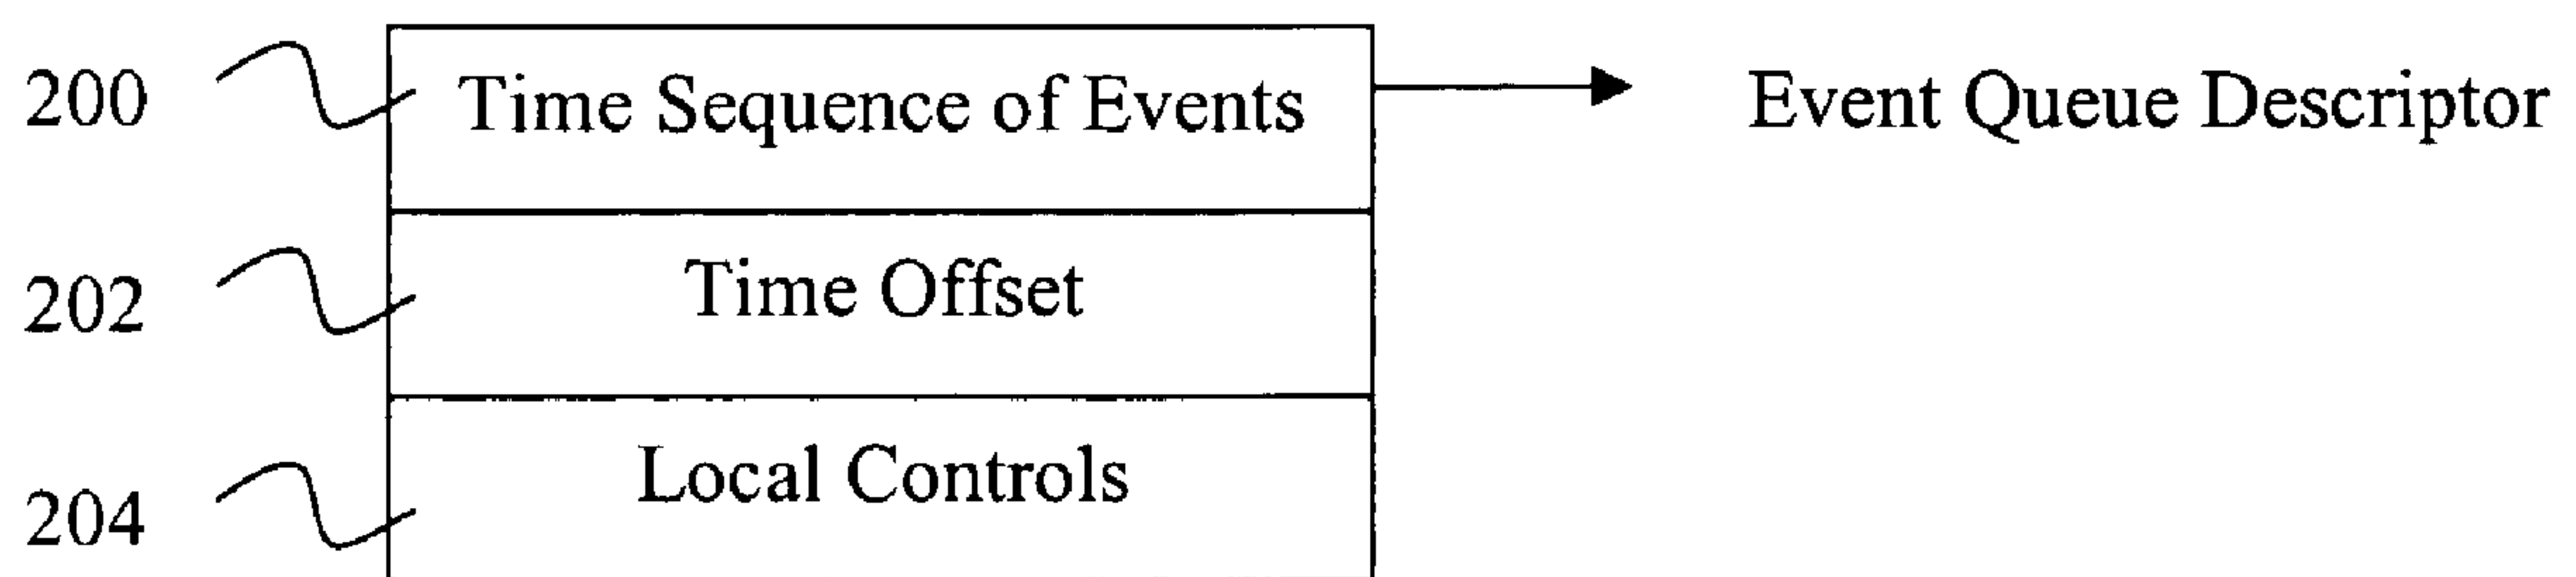 200 Time Sequence of Events Event Queue Descriptor
202 Time Offset
204 Local Controls